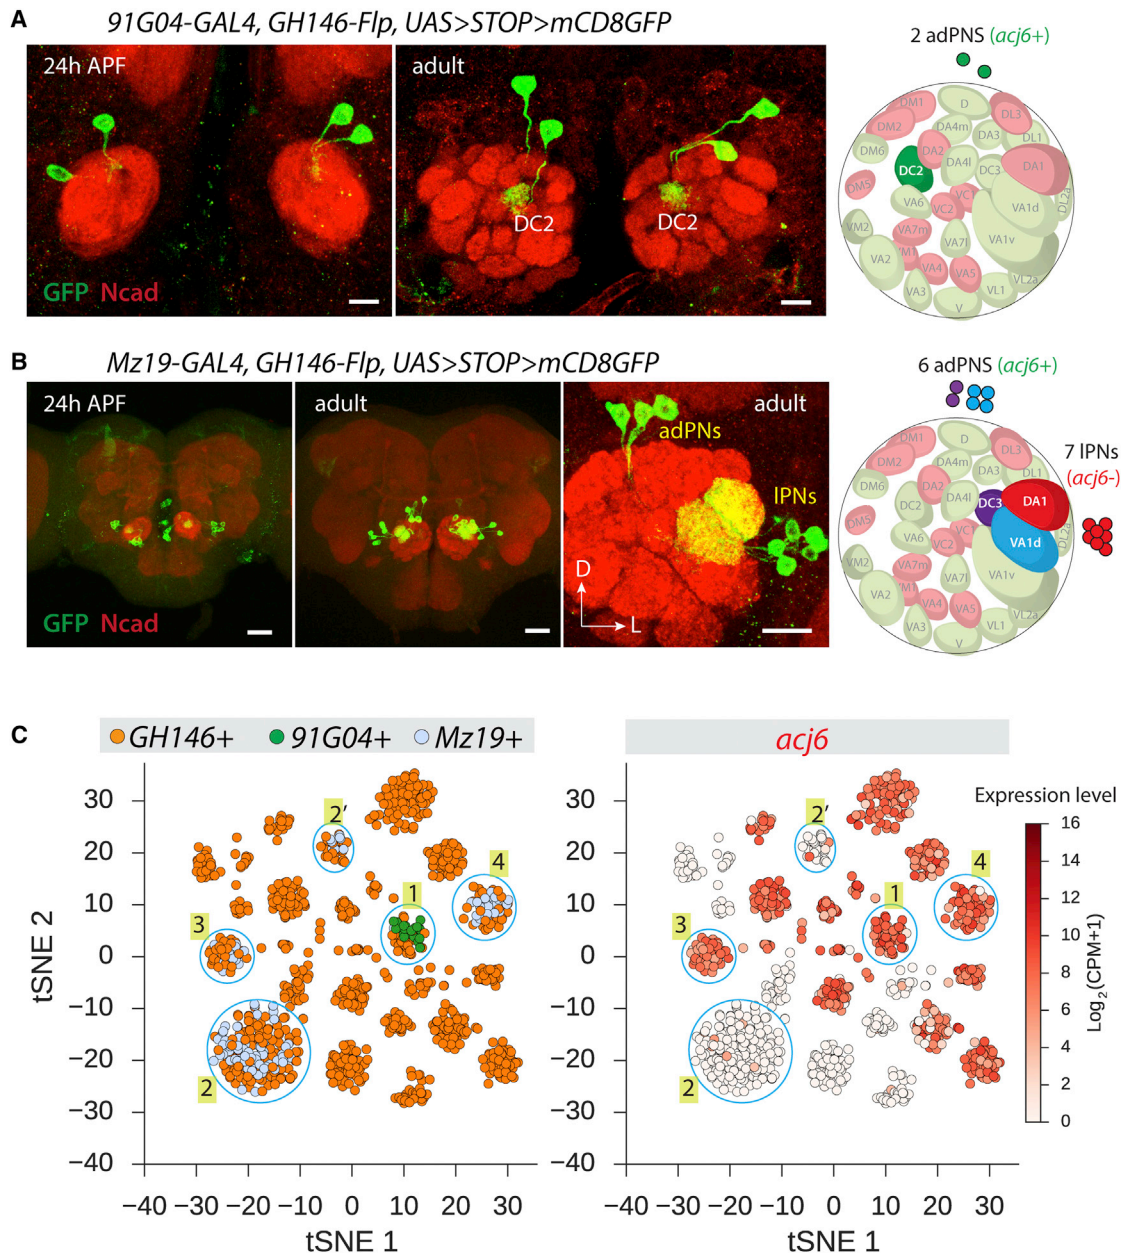 A
91G04-GAL4, GH146-Flp, UAS>STOP>mCD8GFP
24h APF
GFP Ncad
adult
DC2
DC2
2 adPNS (acj6+)
DM1
D
DL3
DM2
DA4m
DA3
DL1
DM6
DA2
DA4l
DC3
DA1
DC2
DM5
VA6
VC2
VC1
VA1d
DL2a
VM2
VA7m
VA7l
VA1v
VA2
VM1
VA4
VA5
VL2a
VA3
VL1
V
B
Mz19-GAL4, GH146-Flp, UAS>STOP>mCD8GFP
24h APF
GFP Ncad
adult
adult
adPNs
lPNs
D
L
6 adPNS (acj6+)
7 lPNs
(acj6-)
DM1
D
DL3
DM2
DA4m
DA3
DL1
DM6
DA2
DA4l
DC3
DA1
DC2
DM5
VA6
VC2
VC1
VA1d
DL2a
VM2
VA7m
VA7l
VA1v
VA2
VM1
VA4
VA5
VL2a
VA3
VL1
V
C
GH146+ 91G04+ Mz19+
30
20
10
0
−10
−20
−30
−40
tSNE 2
2′
4
1
3
2
−40 −30 −20 −10 0 10 20 30
tSNE 1
acj6
30
20
10
0
−10
−20
−30
−40
2′
4
1
3
2
−40 −30 −20 −10 0 10 20 30
tSNE 1
Expression level
16
14
12
10
8
6
4
2
0
Log2(CPM+1)